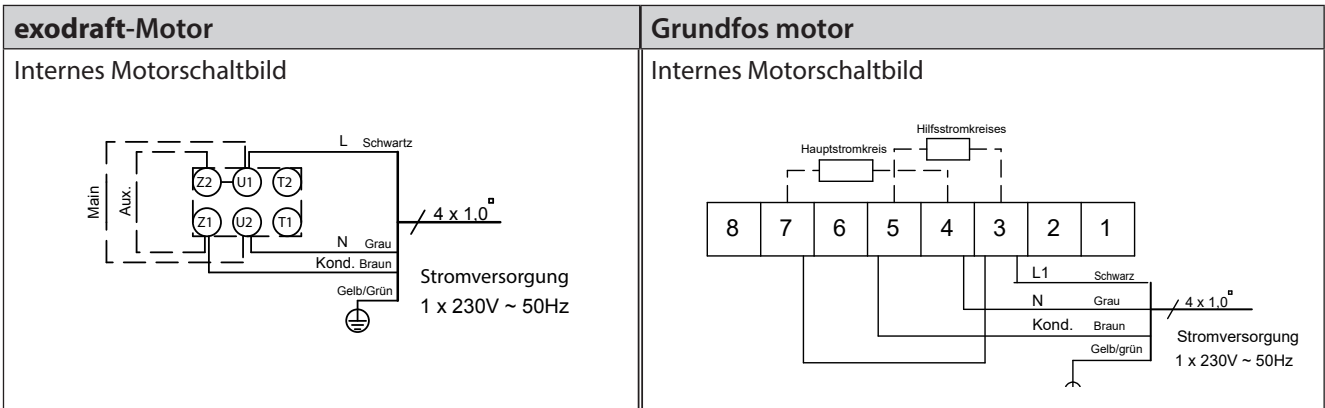 exodraft-Motor
Internes Motorschaltbild
L Schwartz
Z2 U1 T2
Main
Aux.
Z1 U2 T1
4 x 1,0
N Grau
Kond. Braun
Gelb/Grün
Stromversorgung
1 x 230V ~ 50Hz
Grundfos motor
Internes Motorschaltbild
Hilfsstromkreises
Hauptstromkreis
8 7 6 5 4 3 2 1
L1 Schwarz
N Grau
4 x 1,0
Kond. Braun
Gelb/grün
Stromversorgung
1 x 230V ~ 50Hz